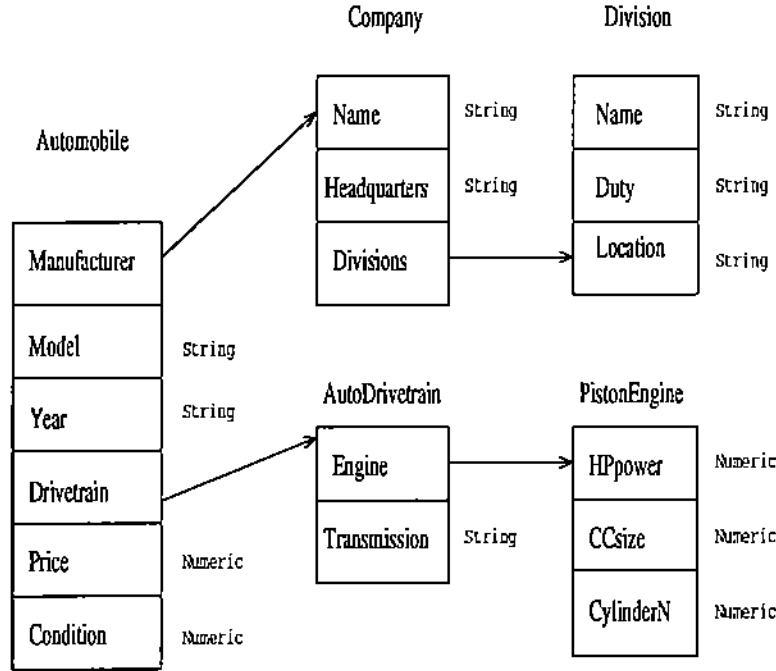 Company
Division
Automobile
Name String
Headquarters String
Divisions
Name String
Duty String
Location String
Manufacturer
Model String
Year String
Drivetrain
Price Numeric
Condition Numeric
AutoDrivetrain
Engine
Transmission String
PistonEngine
HPpower Numeric
CCsize Numeric
CylinderN Numeric